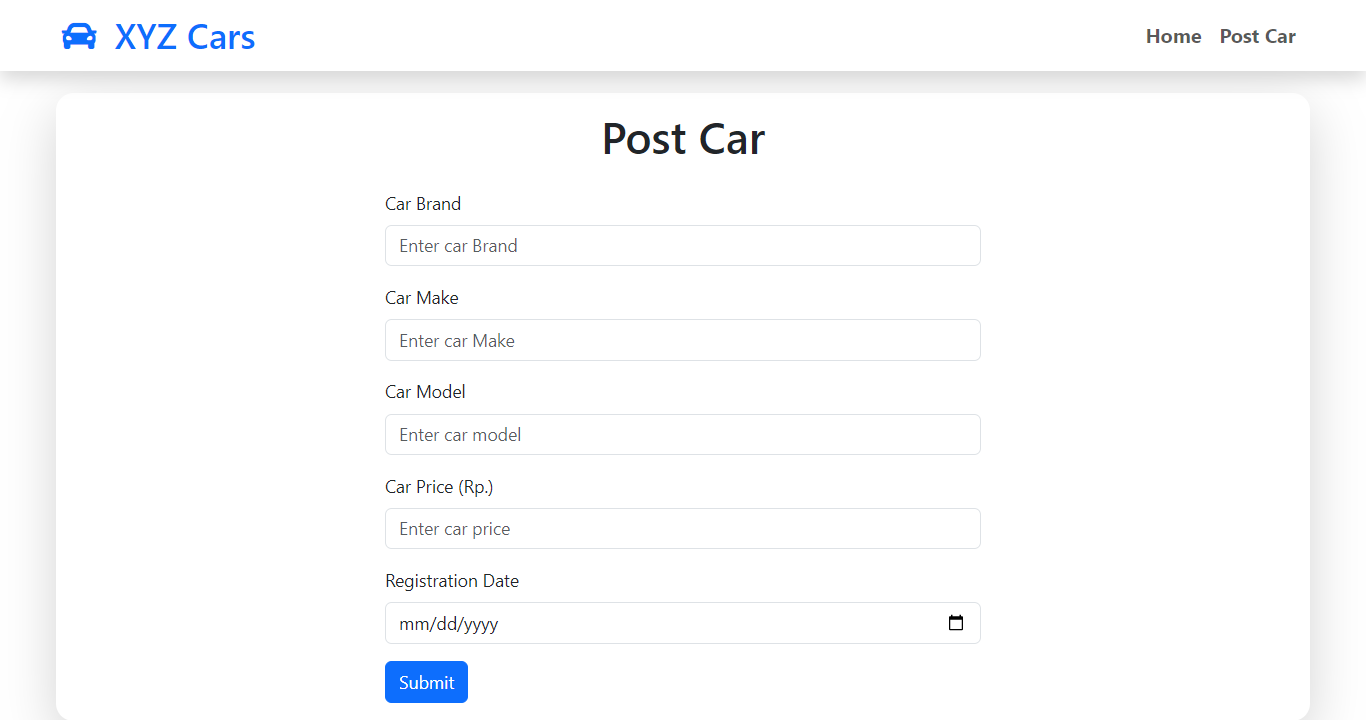 XYZ Cars
Home Post Car
Post Car
Car Brand
Enter car Brand
Car Make
Enter car Make
Car Model
Enter car model
Car Price (Rp.)
Enter car price
Registration Date
mm/dd/yyyy
Submit